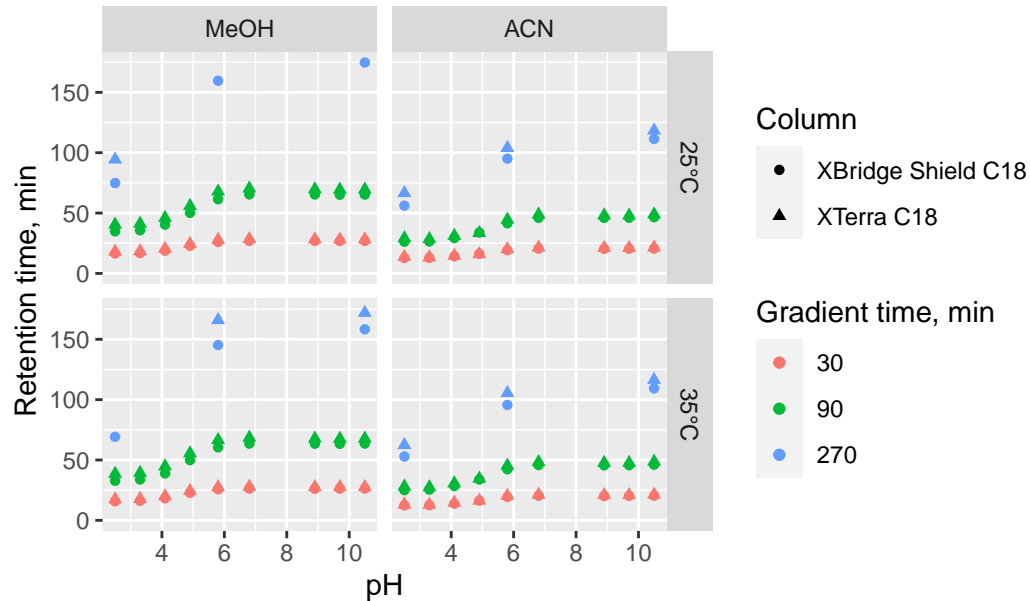 MeOH
ACN
Retention time, min
150
100
50
0
25°C
150
100
50
0
35°C
4
6
8
10
4
6
8
10
pH
Column
XBridge Shield C18
XTerra C18
Gradient time, min
30
90
270